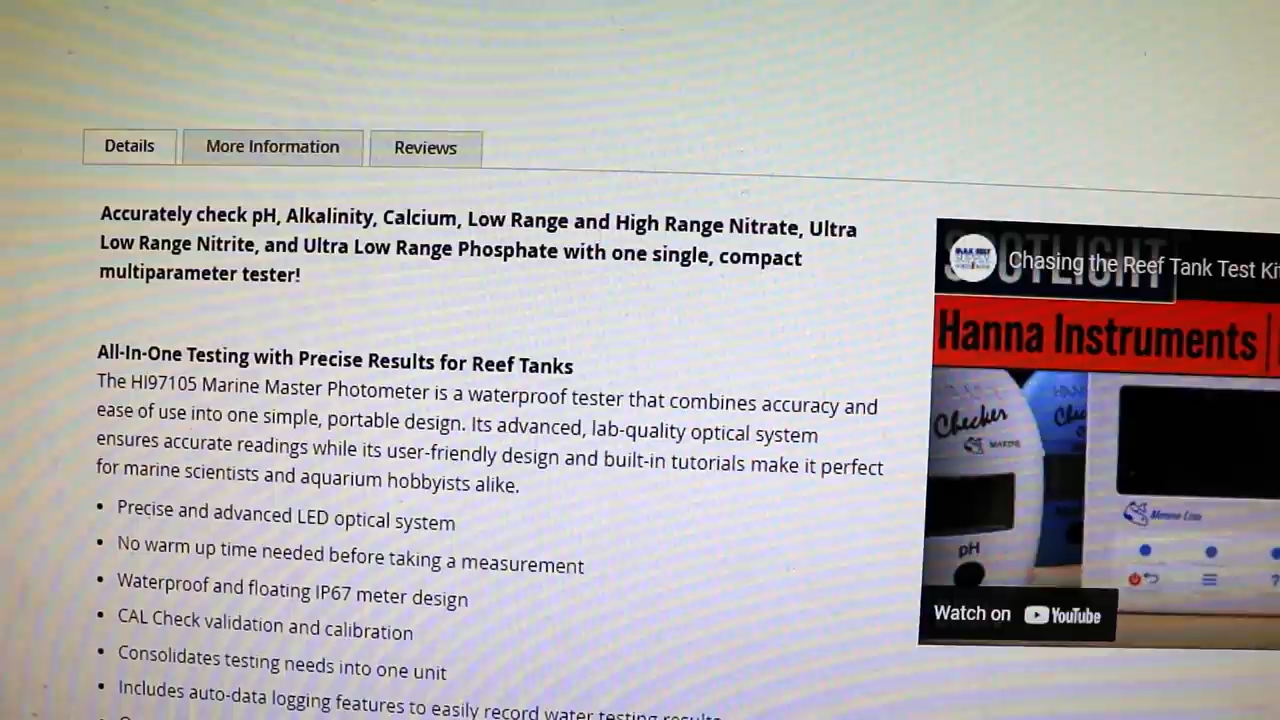 Details
More Information
Reviews
Accurately check pH, Alkalinity, Calcium, Low Range and High Range Nitrate, Ultra
Low Range Nitrite, and Ultra Low Range Phosphate with one single, compact
multiparameter tester!
All-In-One Testing with Precise Results for Reef Tanks
The HI97105 Marine Master Photometer is a waterproof tester that combines accuracy and
ease of use into one simple, portable design. Its advanced, lab-quality optical system
ensures accurate readings while its user-friendly design and built-in tutorials make it perfect
for marine scientists and aquarium hobbyists alike.
• Precise and advanced LED optical system
• No warm up time needed before taking a measurement
• Waterproof and floating IP67 meter design
• CAL Check validation and calibration
• Consolidates testing needs into one unit
• Includes auto-data logging features to easily record water testing results
SPOTLIGHT
Chasing the Reef Tank Test Kit
Hanna Instruments
Checker
MARINE
pH
Watch on YouTube